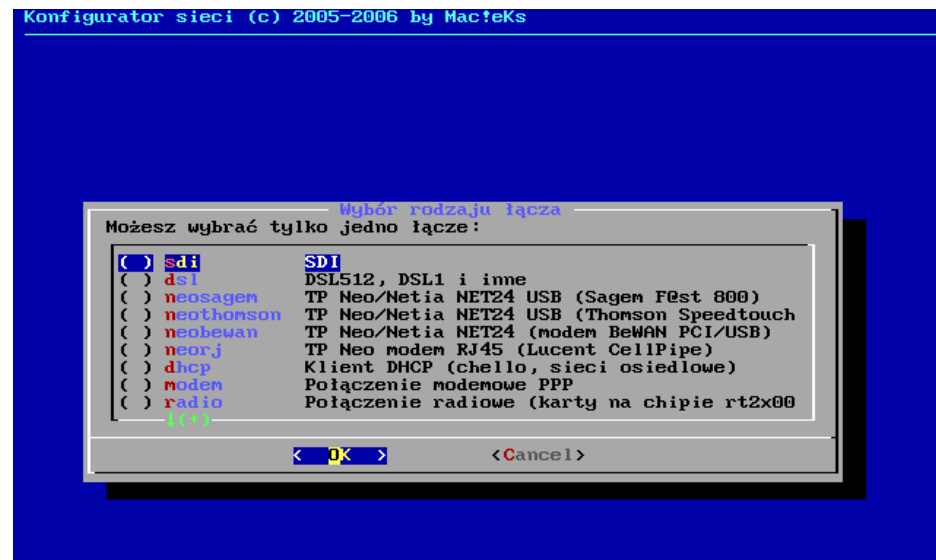 Konfigurator sieci (c) 2005-2006 by Mac!eKs
Wybór rodzaju łącza
Możesz wybrać tylko jedno łącze:
( ) sdi SDI
( ) dsl DSL512, DSL1 i inne
( ) neosagem TP Neo/Netia NET24 USB (Sagem F@st 800)
( ) neothomson TP Neo/Netia NET24 USB (Thomson Speedtouch
( ) neobewan TP Neo/Netia NET24 (modem BeWAN PCI/USB)
( ) neorj TP Neo modem RJ45 (Lucent CellPipe)
( ) dhcp Klient DHCP (chello, sieci osiedlowe)
( ) modem Połączenie modemowe PPP
( ) radio Połączenie radiowe (karty na chipie rt2x00
↓(+)
< OK > <Cancel>